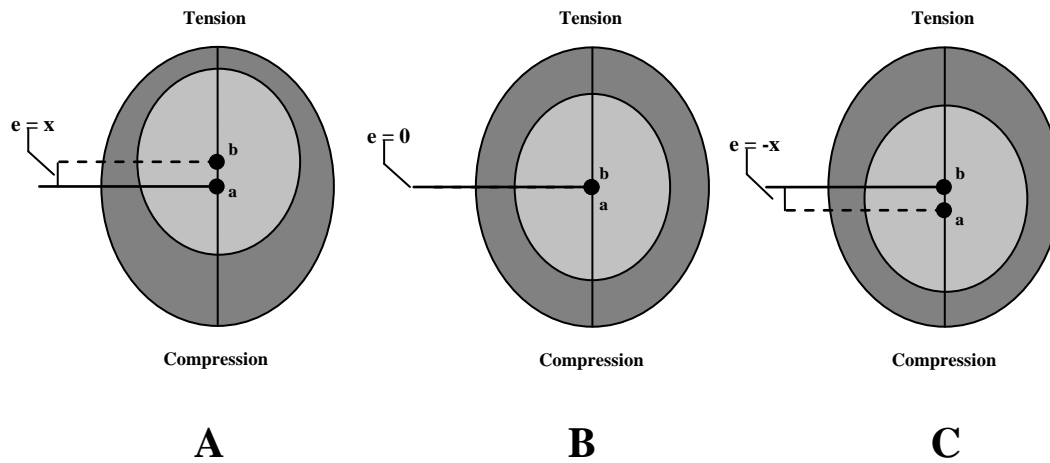 Tension
e = x
b
a
Compression
A
Tension
e = 0
b
a
Compression
B
Tension
e = -x
b
a
Compression
C